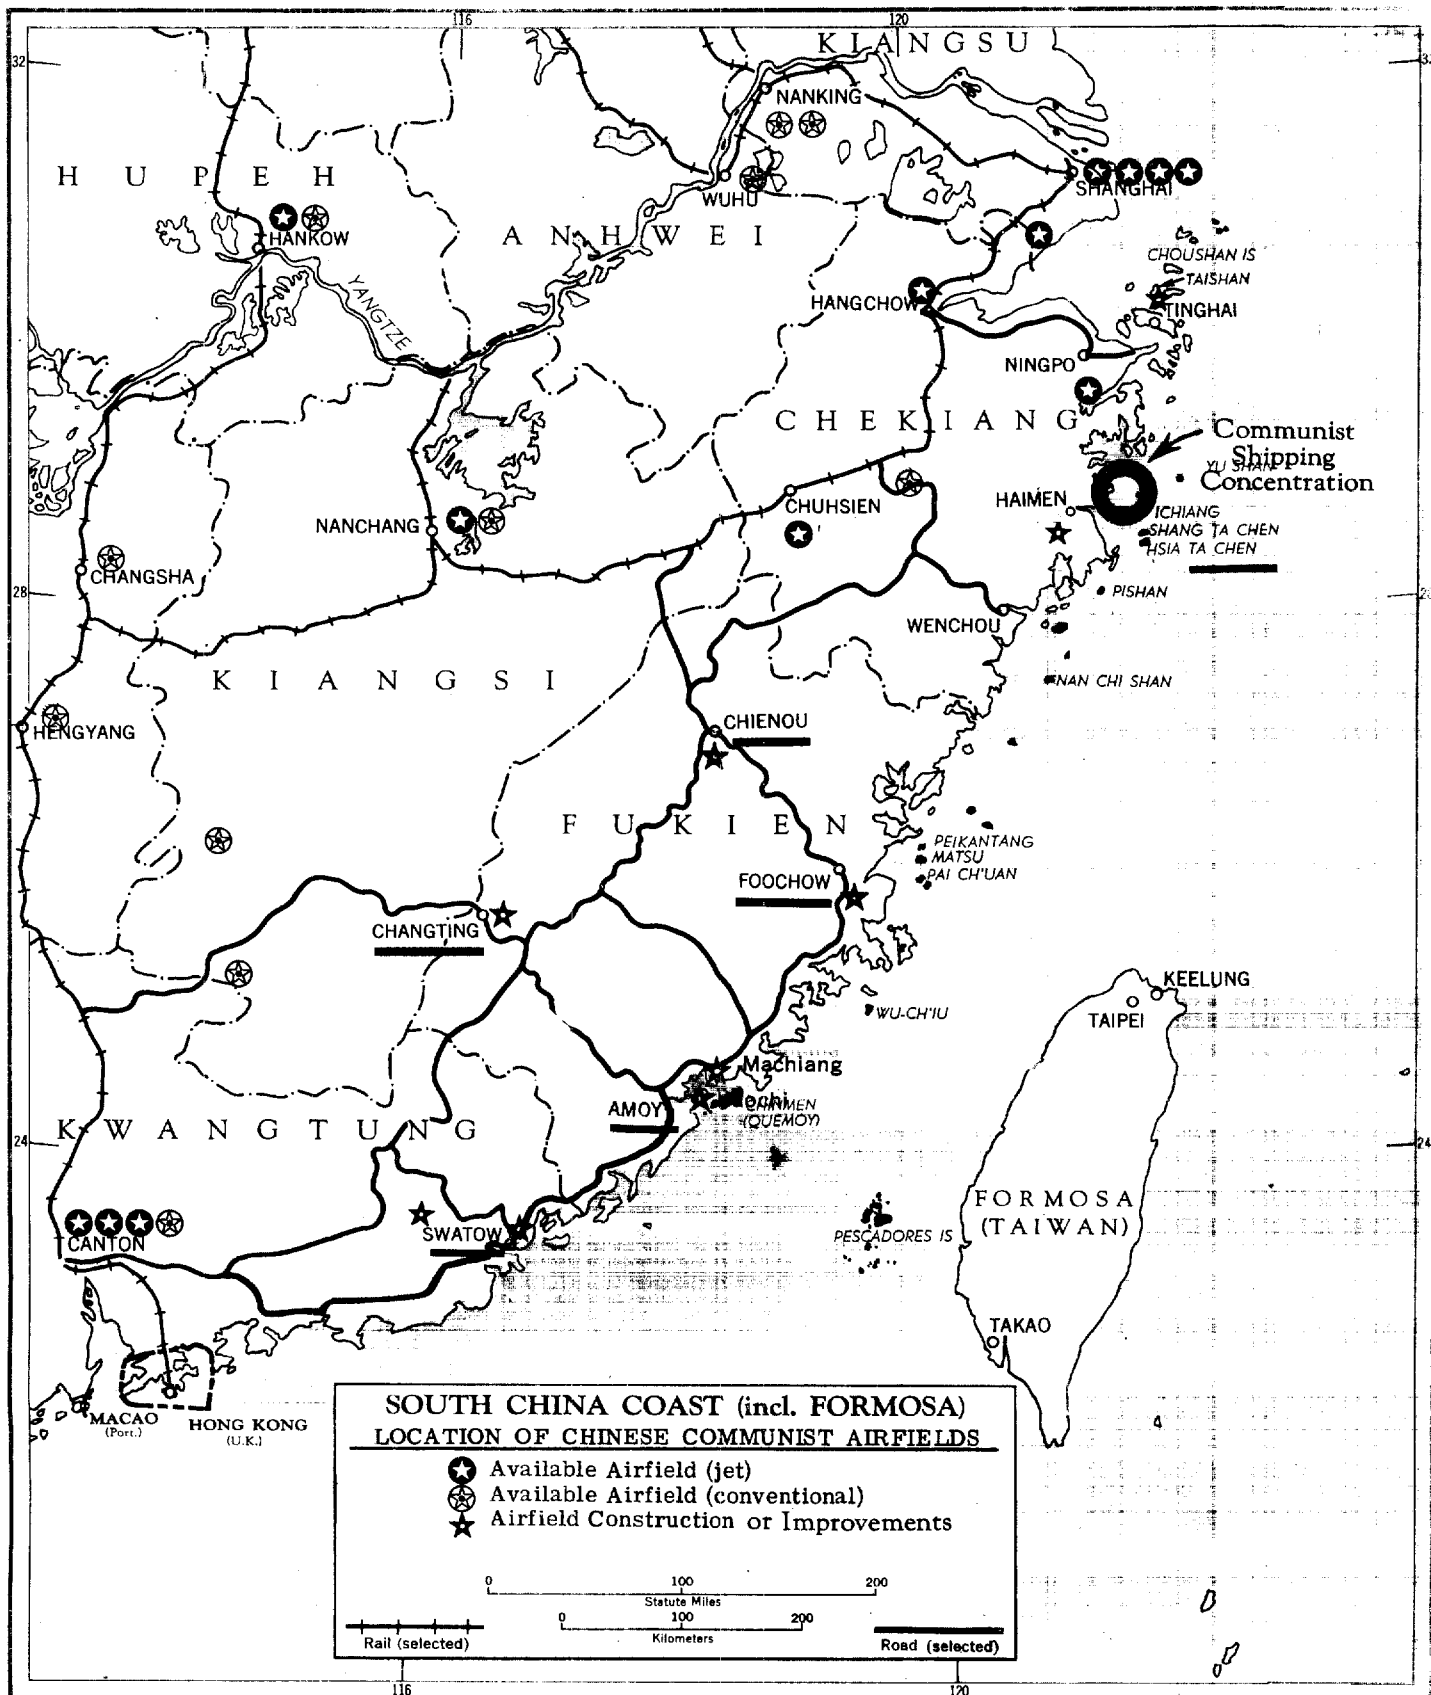 116
120
32
KIANGSU
NANKING
HUPEH
WUHU
SHANGHAI
HANKOW
ANHWEI
CHOUSHAN IS
TAISHAN
YANGTZE
HANGCHOW
TINGHAI
NINGPO
CHEKIANG
Communist
Shipping
YU SHAN
Concentration
CHUHSIEN
HAIMEN
ICHIANG
SHANG TA CHEN
HSIA TA CHEN
NANCHANG
CHANGSHA
28
PISHAN
WENCHOU
KIANGSI
NAN CHI SHAN
HENGYANG
CHIENOU
FUKIEN
PEIKANTANG
MATSU
PAI CH'UAN
FOOCHOW
CHANGTING
KEELUNG
TAIPEI
WU-CH'IU
Machiang
AMOY
CHINMEN
(QUEMOY)
KWANGTUNG
24
24
FORMOSA
(TAIWAN)
CANTON
SWATOW
PESCADORES IS
TAKAO
MACAO
(Port.)
HONG KONG
(U.K.)
SOUTH CHINA COAST (incl. FORMOSA)
LOCATION OF CHINESE COMMUNIST AIRFIELDS
Available Airfield (jet)
Available Airfield (conventional)
Airfield Construction or Improvements
0 100 200
Statute Miles
0 100 200
Kilometers
Rail (selected)
Road (selected)
116
120